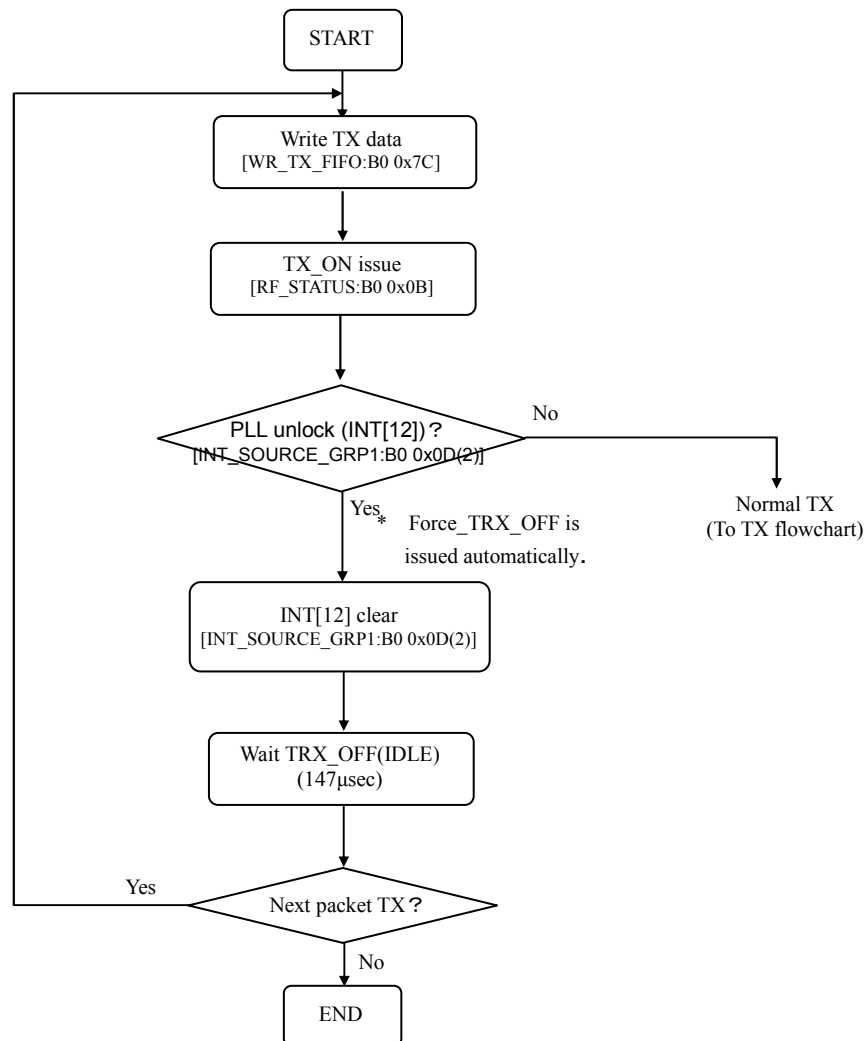 START
Write TX data
[WR_TX_FIFO:B0 0x7C]
TX_ON issue
[RF_STATUS:B0 0x0B]
PLL unlock (INT[12])?
[INT_SOURCE_GRP1:B0 0x0D(2)]
No
Normal TX
(To TX flowchart)
Yes
* Force_TRX_OFF is
issued automatically.
INT[12] clear
[INT_SOURCE_GRP1:B0 0x0D(2)]
Wait TRX_OFF(IDLE)
(147μsec)
Yes
Next packet TX?
No
END